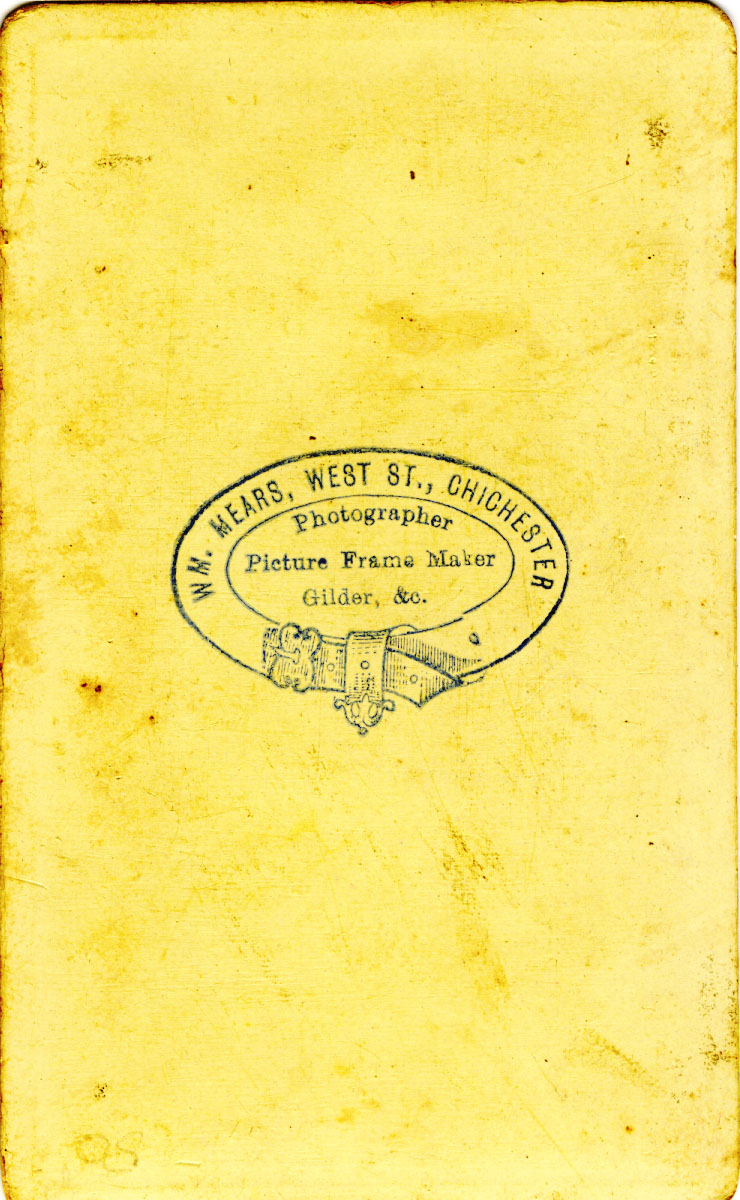 WM. MEARS, WEST ST., CHICHESTER
Photographer
Picture Frame Maker
Gilder, &c.